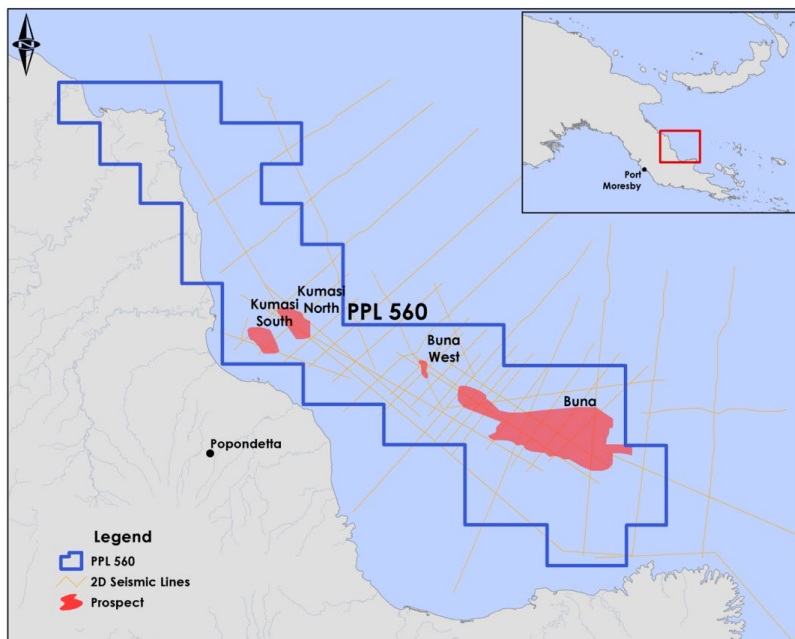 N
Port
Moresby
Kumasi
North
Kumasi
South
PPL 560
Buna
West
Buna
Popondetta
Legend
PPL 560
2D Seismic Lines
Prospect